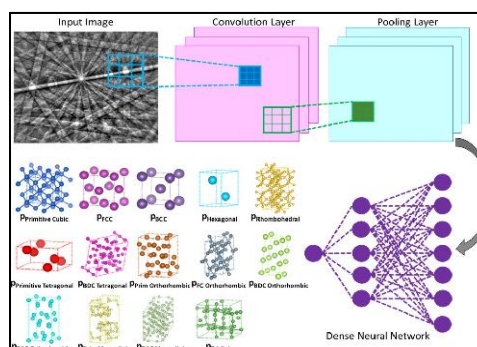 Input Image
Convolution Layer
Pooling Layer
PPrimitive Cubic
PFCC
PBCC
PHexagonal
PRhombohedral
PPrimitive Tetragonal
PBDC Tetragonal
PPrim Orthorhombic
PFC Orthorhombic
PBDC Orthorhombic
Dense Neural Network